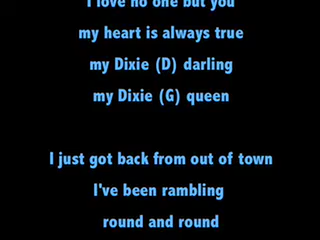 I love no one but you
my heart is always true
my Dixie (D) darling
my Dixie (G) queen
I just got back from out of town
I've been rambling
round and round